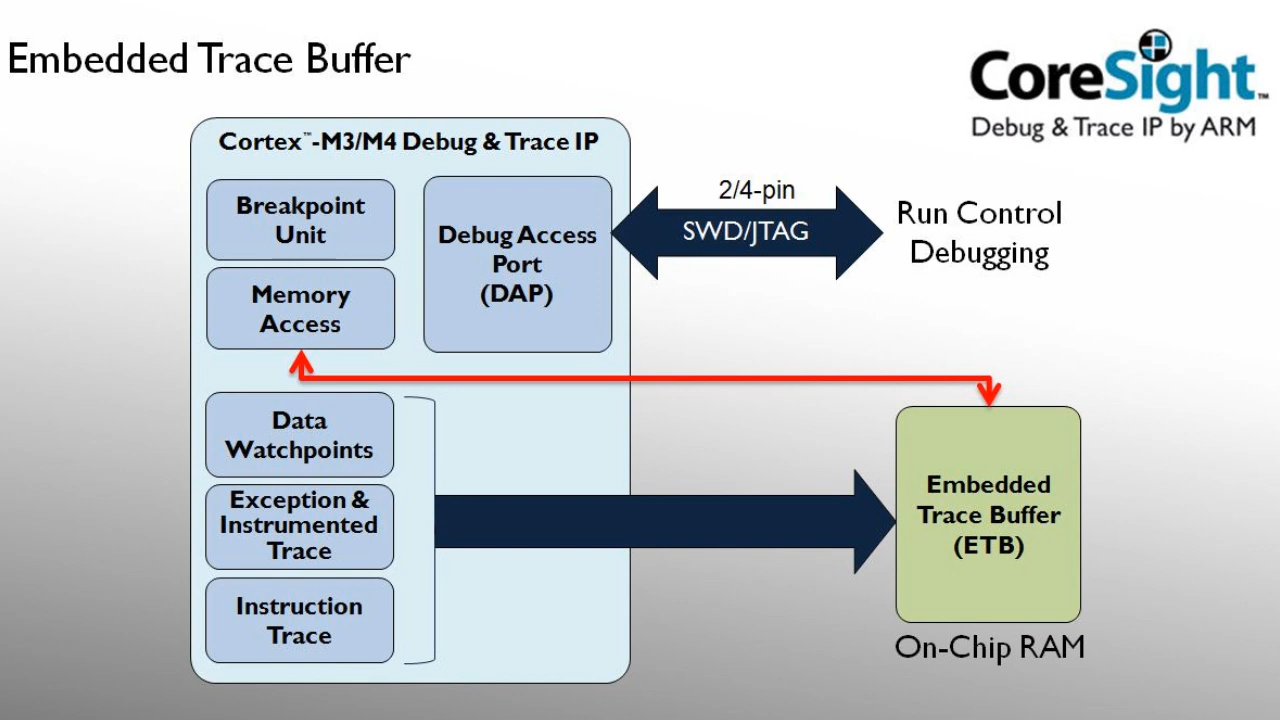 Embedded Trace Buffer
CoreSight™
Debug & Trace IP by ARM
Cortex™-M3/M4 Debug & Trace IP
Breakpoint
Unit
Memory
Access
Debug Access
Port
(DAP)
2/4-pin
SWD/JTAG
Run Control
Debugging
Data
Watchpoints
Exception &
Instrumented
Trace
Instruction
Trace
Embedded
Trace Buffer
(ETB)
On-Chip RAM